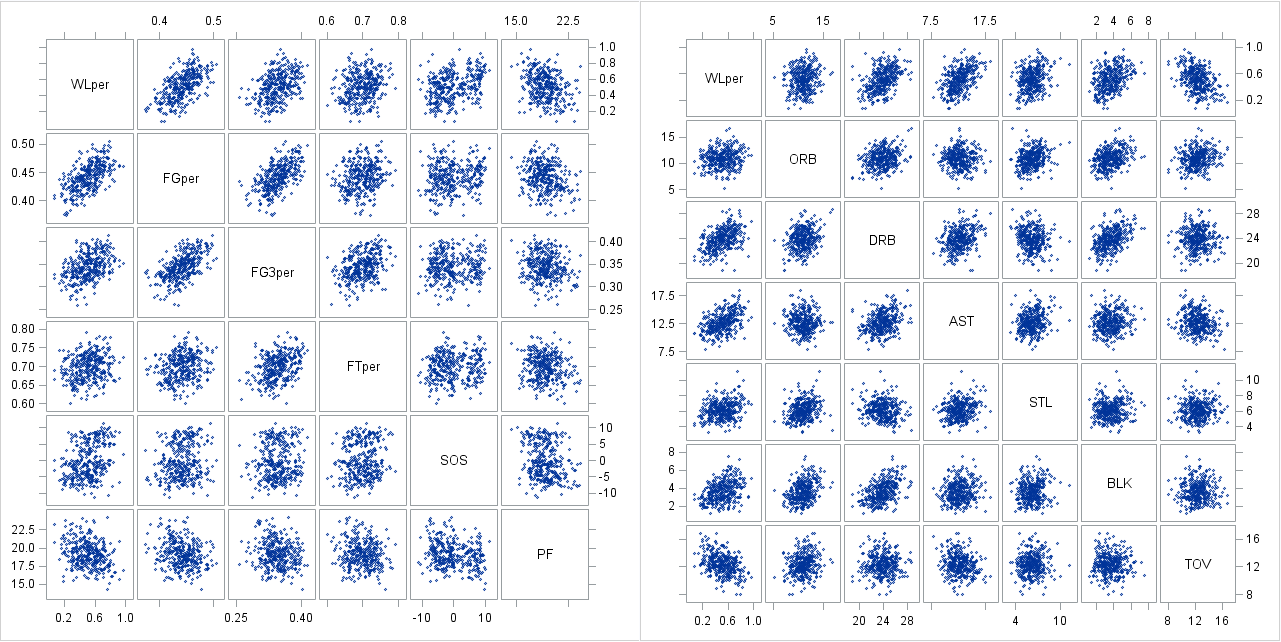 0.4 0.5 0.6 0.7 0.8 15.0 22.5
WLper
1.0
0.8
0.6
0.4
0.2
0.50
0.45
0.40
FGper
FG3per
0.40
0.35
0.30
0.25
0.80
0.75
0.70
0.65
0.60
FTper
SOS
10
5
0
-5
-10
22.5
20.0
17.5
15.0
PF
0.2 0.6 1.0 0.25 0.40 -10 0 10
5 15 7.5 17.5 2 4 6 8
WLper
1.0
0.6
0.2
15
10
5
ORB
DRB
28
24
20
17.5
12.5
7.5
AST
STL
10
8
6
4
8
6
4
2
BLK
TOV
16
12
8
0.2 0.6 1.0 20 24 28 4 10 8 12 16